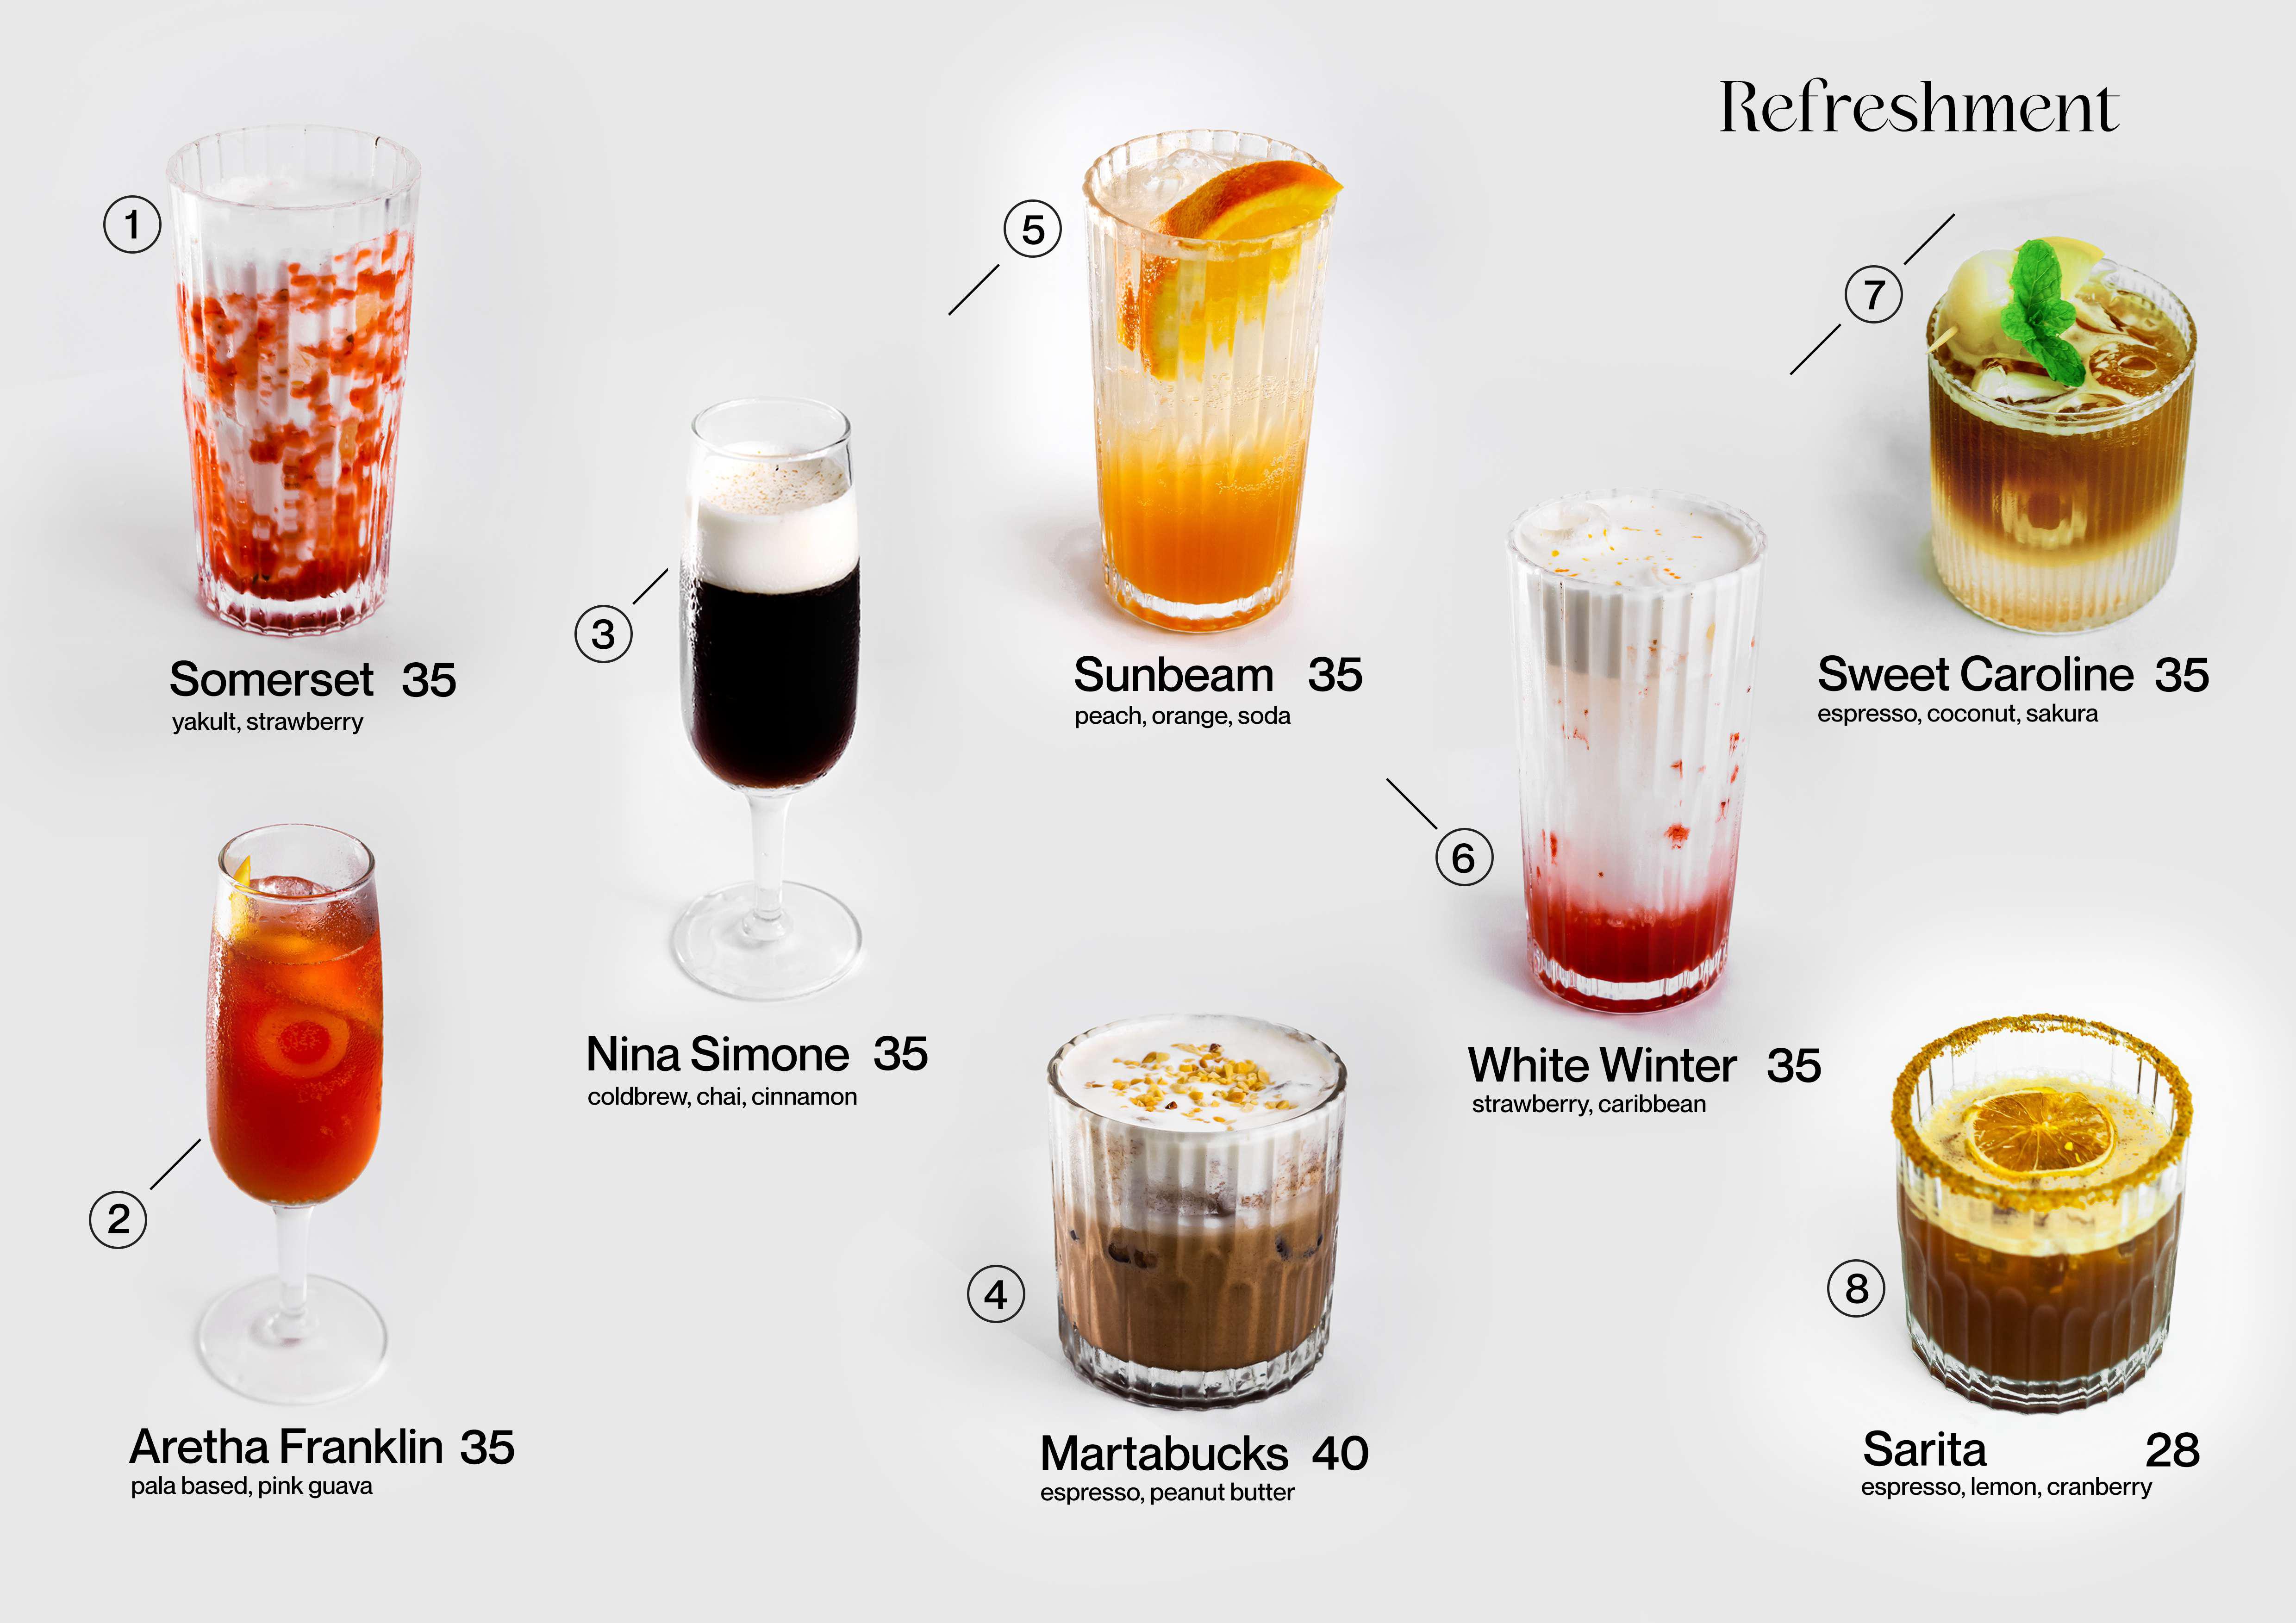 Refreshment
1
Somerset 35
yakult, strawberry
2
Aretha Franklin 35
pala based, pink guava
3
Nina Simone 35
coldbrew, chai, cinnamon
4
Martabucks 40
espresso, peanut butter
5
Sunbeam 35
peach, orange, soda
6
White Winter 35
strawberry, caribbean
7
Sweet Caroline 35
espresso, coconut, sakura
8
Sarita 28
espresso, lemon, cranberry